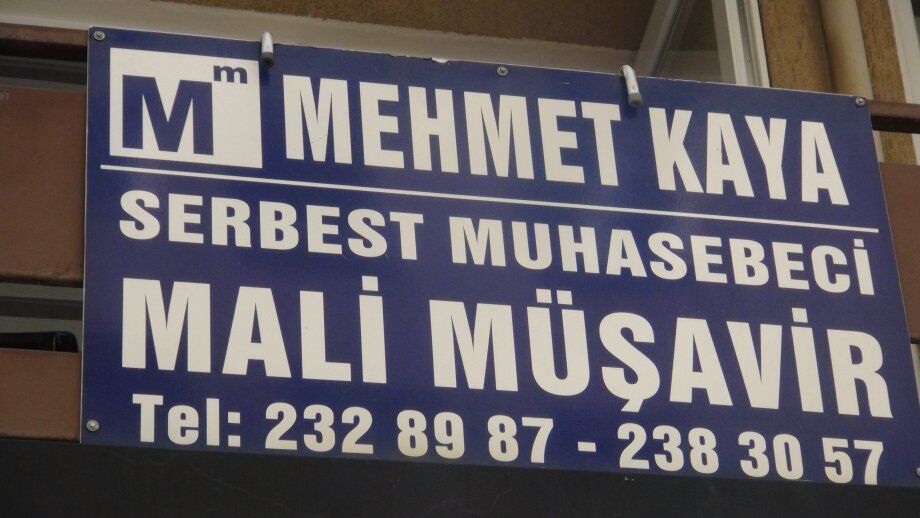 Mm MEHMET KAYA
SERBEST MUHASEBECİ
MALİ MÜŞAVİR
Tel: 232 89 87 - 238 30 57